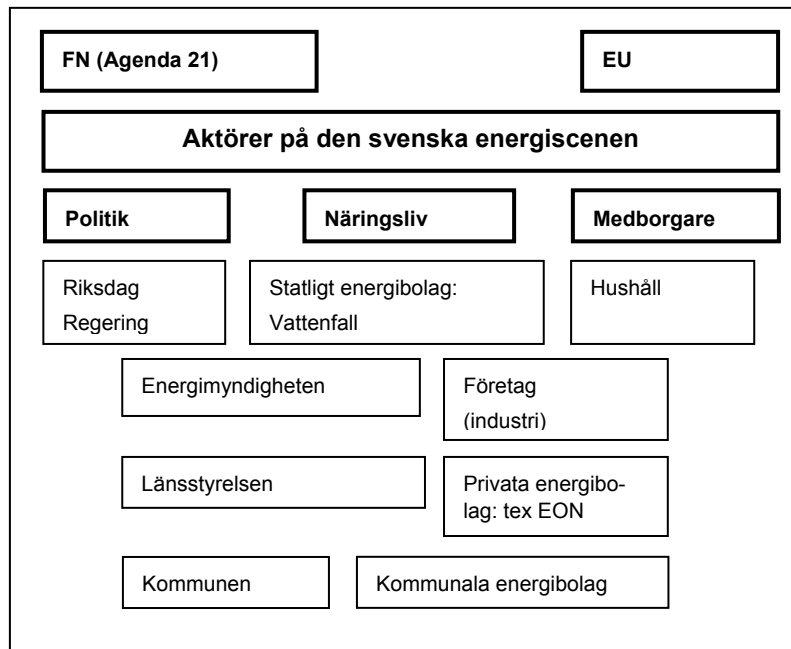 FN (Agenda 21)
EU
Aktörer på den svenska energiscenen
Politik
Näringsliv
Medborgare
Riksdag
Regering
Statligt energibolag:
Vattenfall
Hushåll
Energimyndigheten
Företag
(industri)
Länsstyrelsen
Privata energibo-
lag: tex EON
Kommunen
Kommunala energibolag